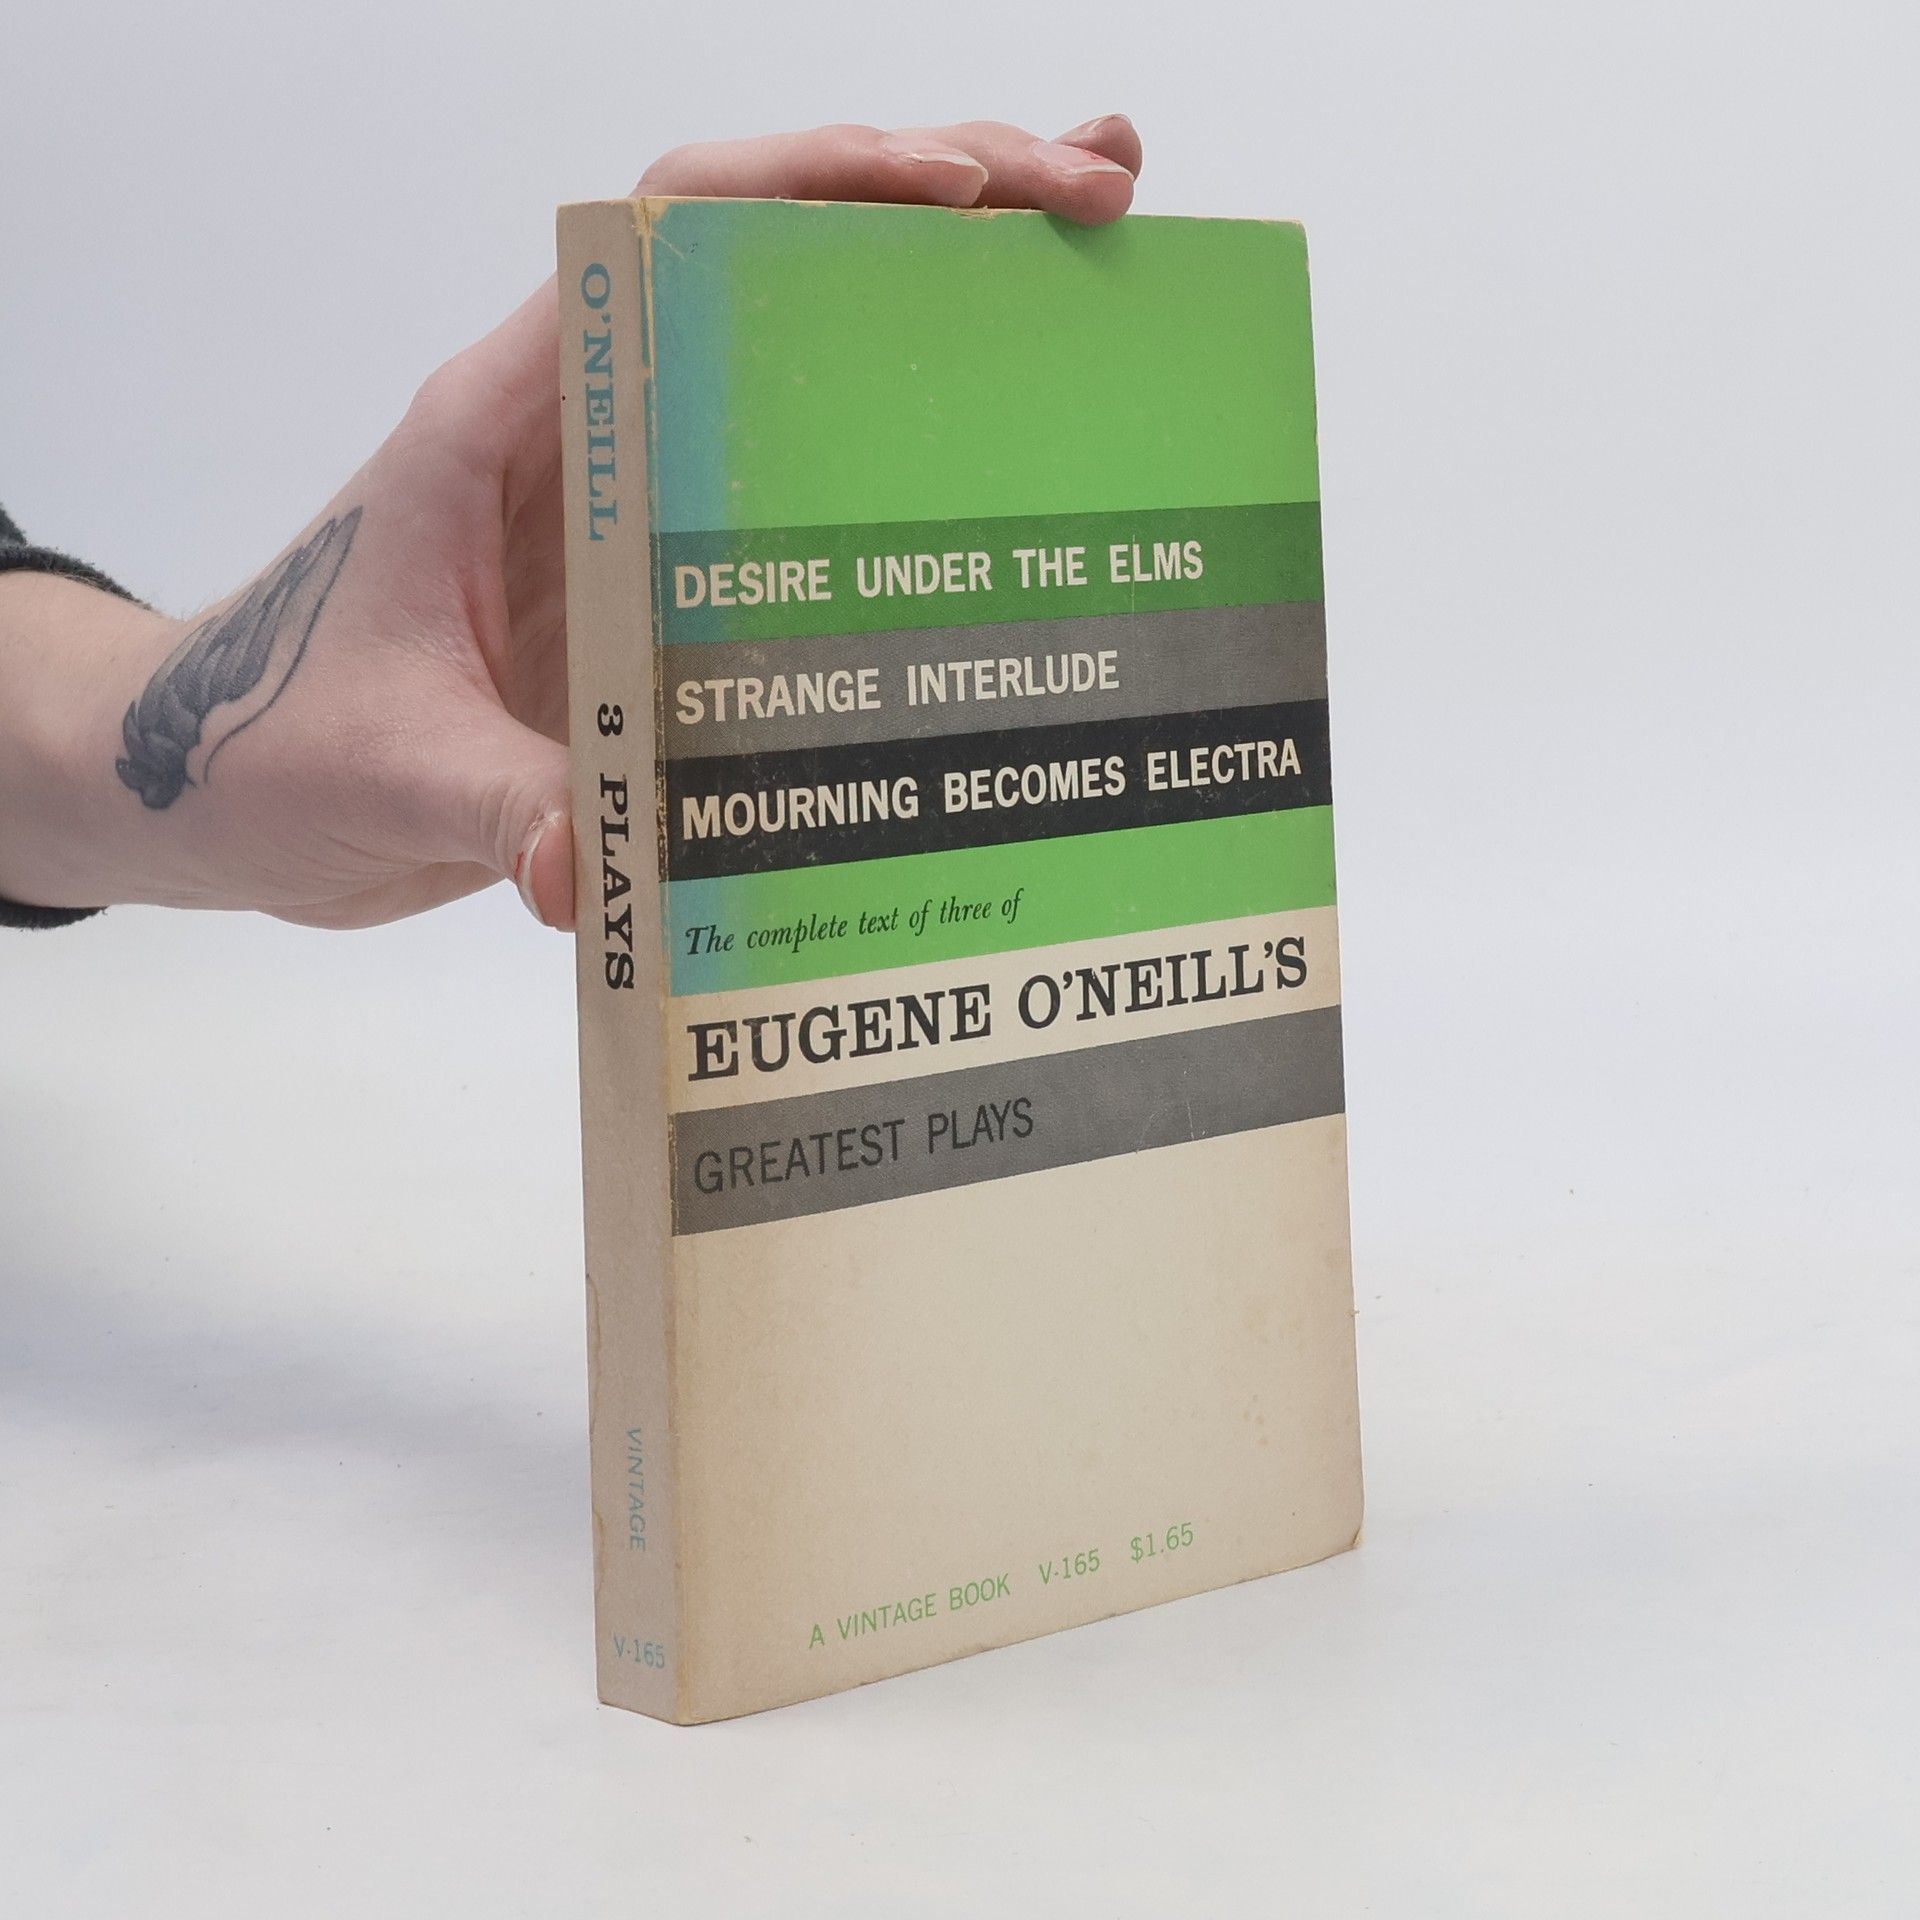 O'NEILL
3 PLAYS
VINTAGE
V-165
DESIRE UNDER THE ELMS
STRANGE INTERLUDE
MOURNING BECOMES ELECTRA
The complete text of three of
EUGENE O'NEILL'S
GREATEST PLAYS
A VINTAGE BOOK V-165 $1.65